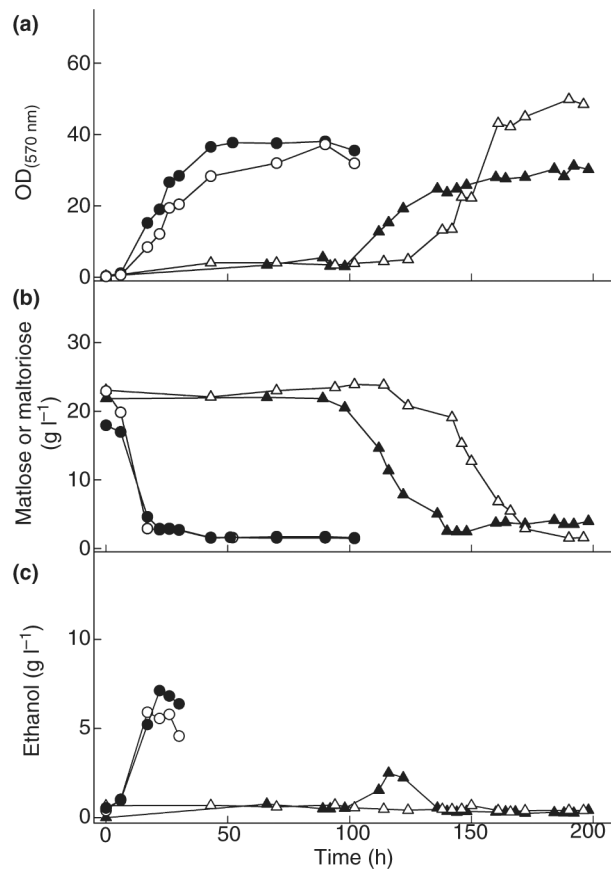 (a)
60
40
20
0
OD(570 nm)
(b)
30
20
10
0
Matlose or maltoriose
(g l⁻¹)
(c)
10
5
0
Ethanol (g l⁻¹)
0 50 100 150 200
Time (h)